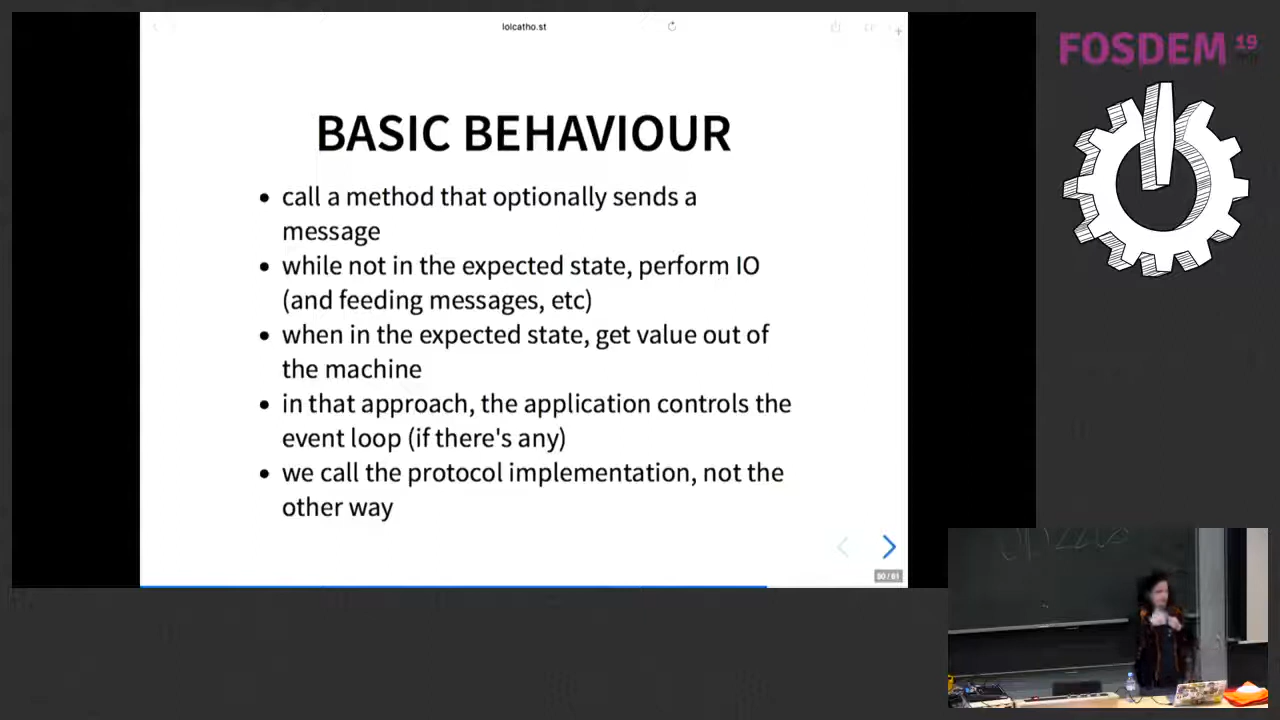 lolcatho.st
FOSDEM 19
BASIC BEHAVIOUR
• call a method that optionally sends a
message
• while not in the expected state, perform IO
(and feeding messages, etc)
• when in the expected state, get value out of
the machine
• in that approach, the application controls the
event loop (if there's any)
• we call the protocol implementation, not the
other way